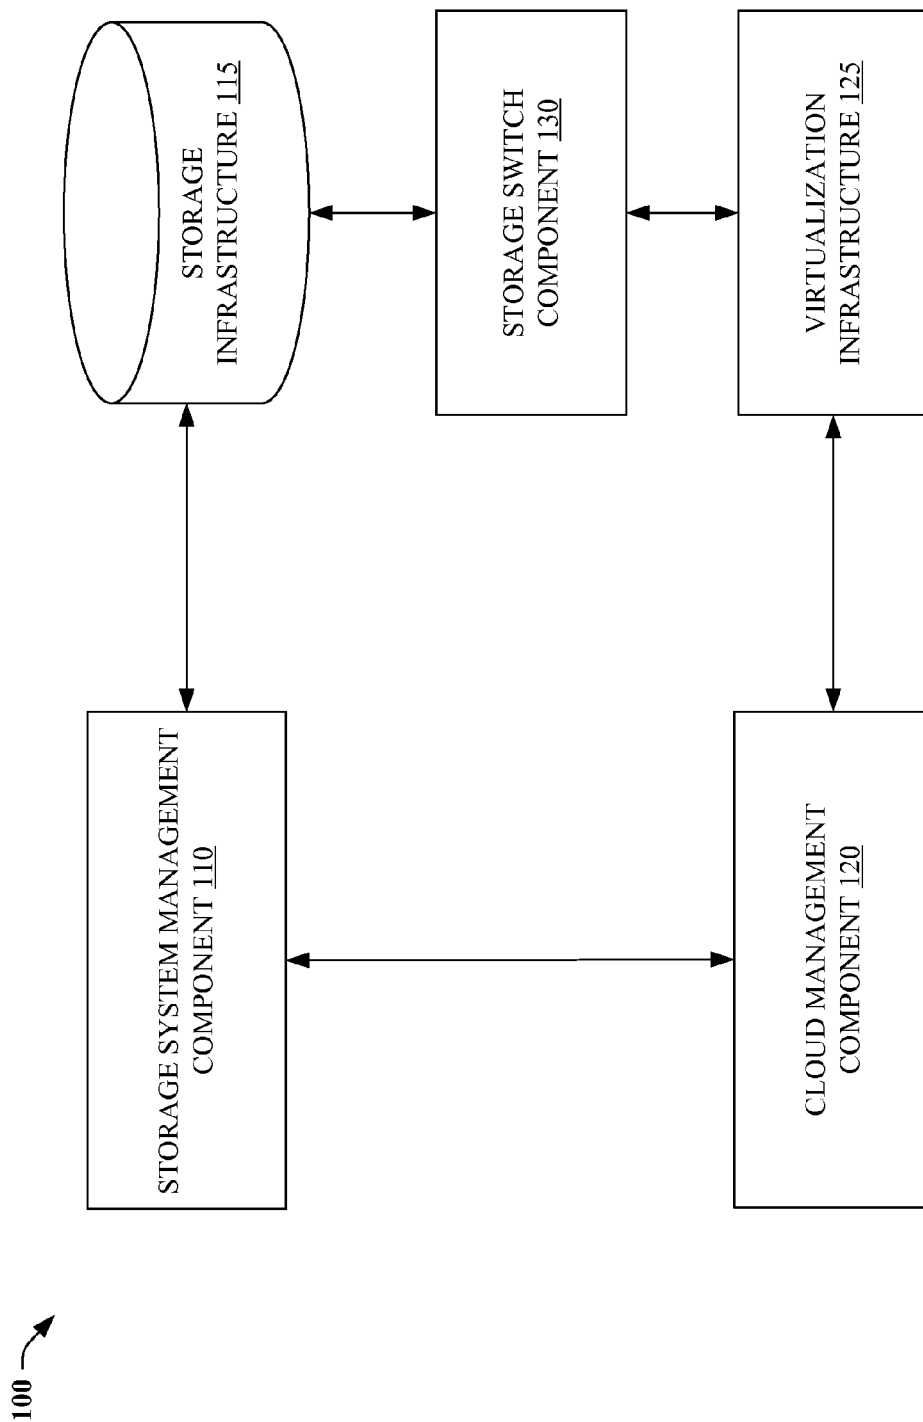 100
STORAGE SYSTEM MANAGEMENT
COMPONENT 110
STORAGE
INFRASTRUCTURE 115
STORAGE SWITCH
COMPONENT 130
CLOUD MANAGEMENT
COMPONENT 120
VIRTUALIZATION
INFRASTRUCTURE 125